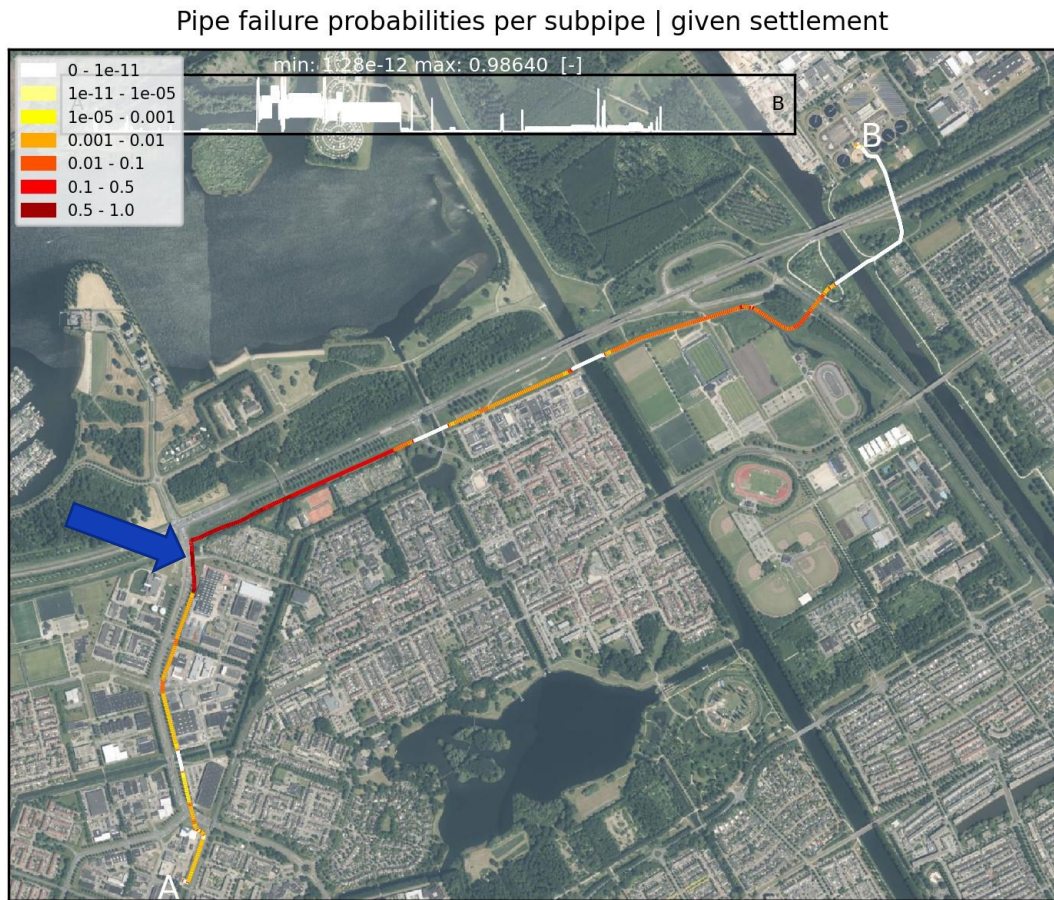 Pipe failure probabilities per subpipe | given settlement
min: 1.28e-12 max: 0.98640 [-]
0 - 1e-11
1e-11 - 1e-05
1e-05 - 0.001
0.001 - 0.01
0.01 - 0.1
0.1 - 0.5
0.5 - 1.0
A
B
B
A